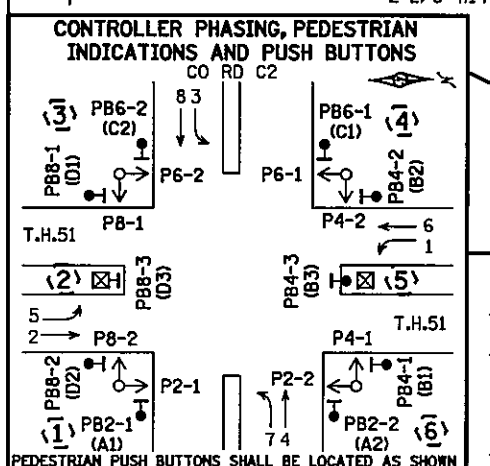 CONTROLLER PHASING, PEDESTRIAN
INDICATIONS AND PUSH BUTTONS
CO RD C2
3
PB6-2
(C2)
8 3
PB6-1
(C1)
4
PB8-1
(D1)
P6-2
P6-1
PB4-2
(B2)
P8-1
P4-2
T.H.51
6
1
2
PB8-3
(D3)
PB4-3
(B3)
5
5
2
P8-2
P4-1
T.H.51
PB8-2
(D2)
P2-1
P2-2
PB4-1
(B1)
1
PB2-1
(A1)
7 4
PB2-2
(A2)
6
PEDESTRIAN PUSH BUTTONS SHALL BE LOCATED AS SHOWN